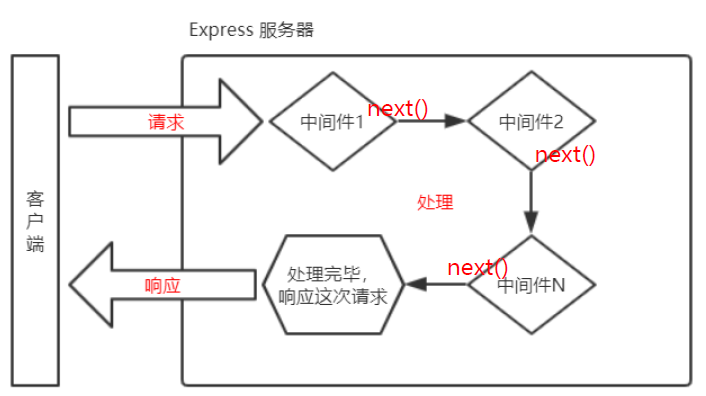 Express 服务器
客
户
端
请求
中间件1
next()
中间件2
next()
处理
next()
中间件N
处理完毕，
响应这次请求
响应